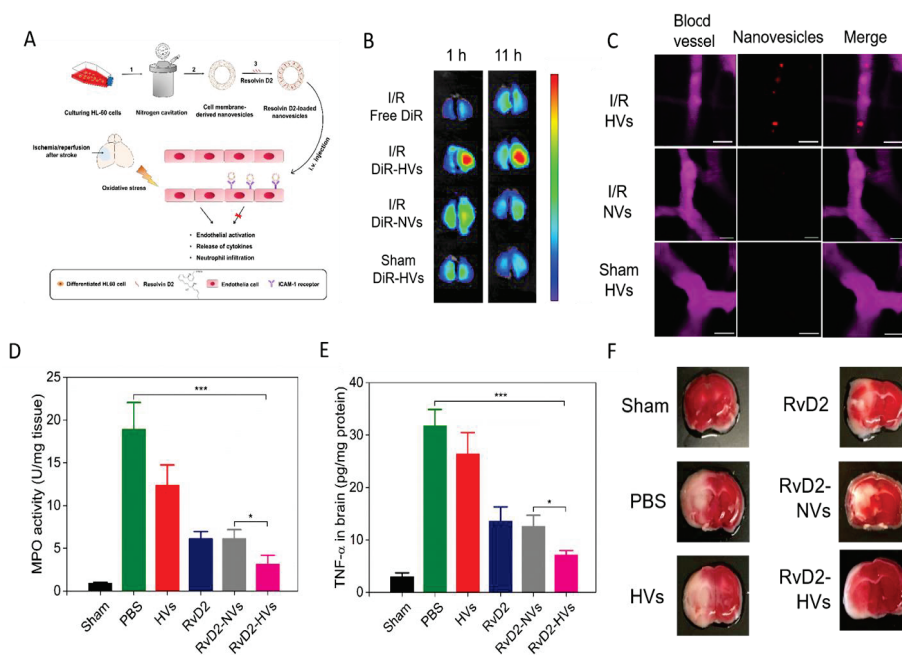 A
1
2
3
Resolvin D2
Culturing HL-60 cells
Nitrogen cavitation
Cell membrane-
derived nanovesicles
Resolvin D2-loaded
nanovesicles
Ischemia/reperfusion
after stroke
Oxidative stress
i.v. injection
• Endothelial activation
• Release of cytokines
• Neutrophil infiltration
Differentiated HL60 cell
Resolvin D2
Endothelia cell
ICAM-1 receptor
B
1 h 11 h
I/R
Free DiR
I/R
DiR-HVs
I/R
DiR-NVs
Sham
DiR-HVs
C
Blood
vessel
Nanovesicles
Merge
I/R
HVs
I/R
NVs
Sham
HVs
D
MPO activity (U/mg tissue)
25
20
15
10
5
0
***
*
Sham
PBS
HVs
RvD2
RvD2-NVs
RvD2-HVs
E
TNF-α in brain (pg/mg protein)
40
30
20
10
0
***
*
Sham
PBS
HVs
RvD2
RvD2-NVs
RvD2-HVs
F
Sham
RvD2
PBS
RvD2-
NVs
HVs
RvD2-
HVs